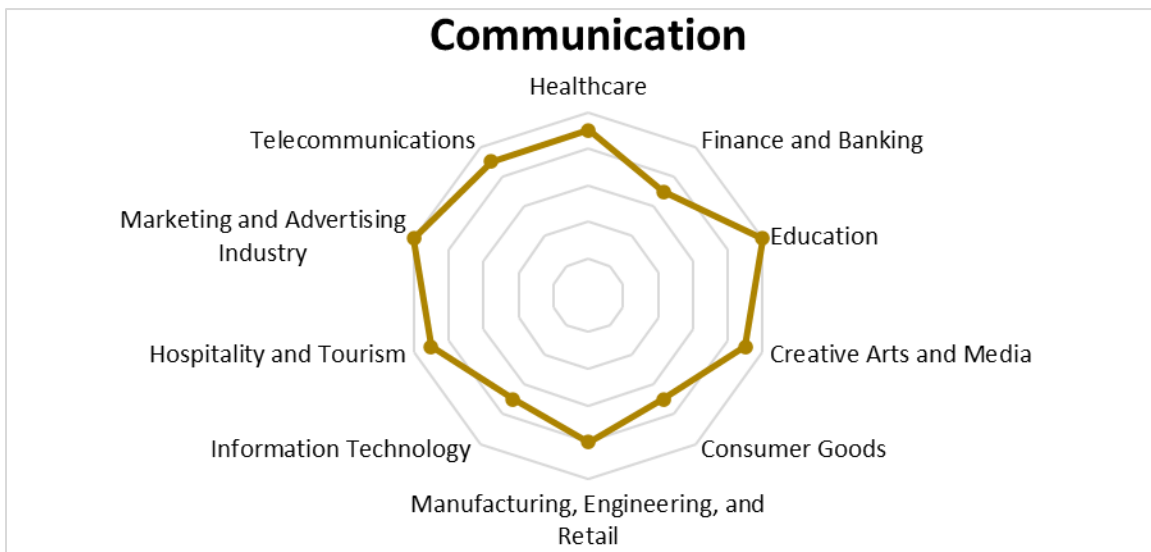 Communication
Healthcare
Finance and Banking
Education
Creative Arts and Media
Consumer Goods
Manufacturing, Engineering, and
Retail
Information Technology
Hospitality and Tourism
Marketing and Advertising
Industry
Telecommunications